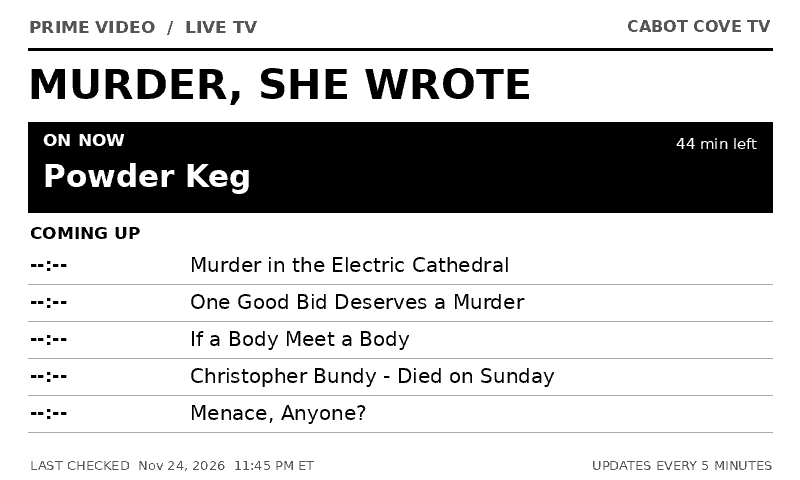 PRIME VIDEO / LIVE TV
CABOT COVE TV
MURDER, SHE WROTE
ON NOW
44 min left
Powder Keg
COMING UP
--:-- Murder in the Electric Cathedral
--:-- One Good Bid Deserves a Murder
--:-- If a Body Meet a Body
--:-- Christopher Bundy - Died on Sunday
--:-- Menace, Anyone?
LAST CHECKED Nov 24, 2026 11:45 PM ET
UPDATES EVERY 5 MINUTES